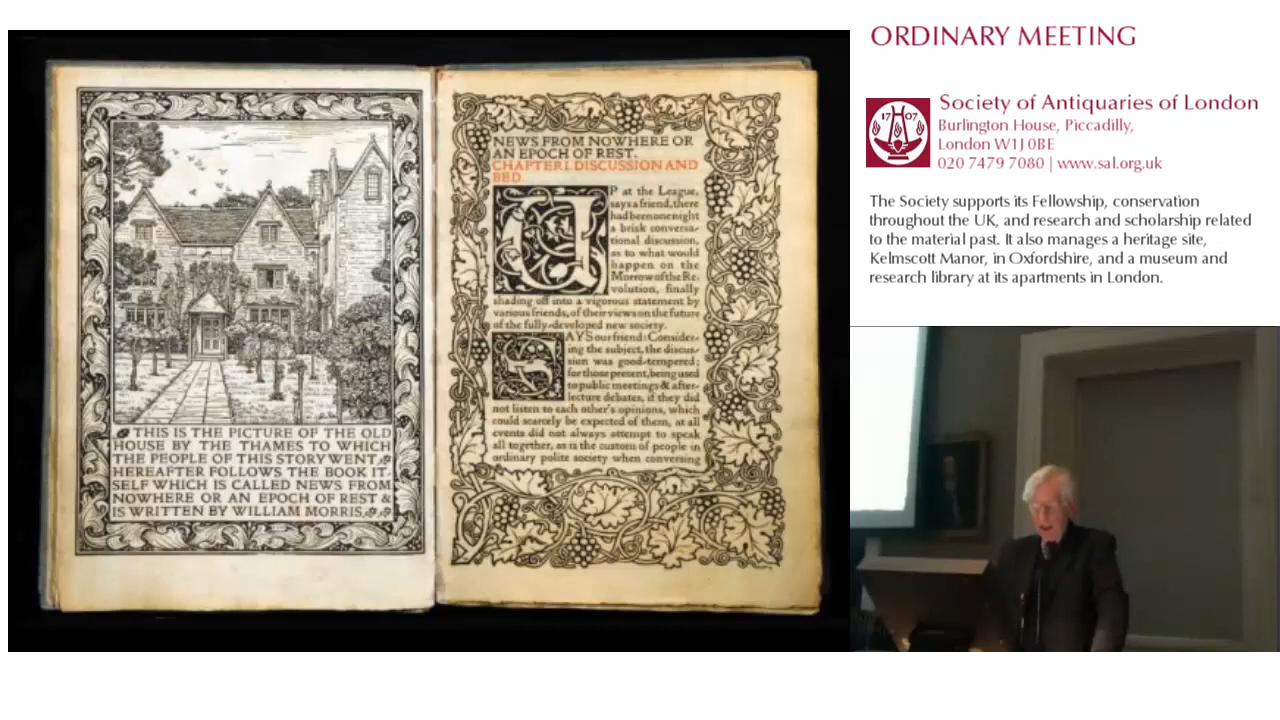 THIS IS THE PICTURE OF THE OLD
HOUSE BY THE THAMES TO WHICH
THE PEOPLE OF THIS STORY WENT
HEREAFTER FOLLOWS THE BOOK IT-
SELF WHICH IS CALLED NEWS FROM
NOWHERE OR AN EPOCH OF REST &
IS WRITTEN BY WILLIAM MORRIS
NEWS FROM NOWHERE OR
AN EPOCH OF REST.
CHAPTER I. DISCUSSION AND
BED.
UP at the League,
says a friend, there
had been one night
a brisk conversa-
tional discussion,
as to what would
happen on the
Morrow of the Re-
volution, finally
shading off into a vigorous statement by
various friends, of their views on the future
of the fully-developed new society.
SAYS our friend: Consider-
ing the subject, the discus-
sion was good-tempered;
for those present, being used
to public meetings & after-
lecture debates, if they did
not listen to each other's opinions, which
could scarcely be expected of them, at all
events did not always attempt to speak
all together, as is the custom of people in
ordinary polite society when conversing
ORDINARY MEETING
1707
Society of Antiquaries of London
Burlington House, Piccadilly,
London W1J 0BE
020 7479 7080 | www.sal.org.uk
The Society supports its Fellowship, conservation
throughout the UK, and research and scholarship related
to the material past. It also manages a heritage site,
Kelmscott Manor, in Oxfordshire, and a museum and
research library at its apartments in London.